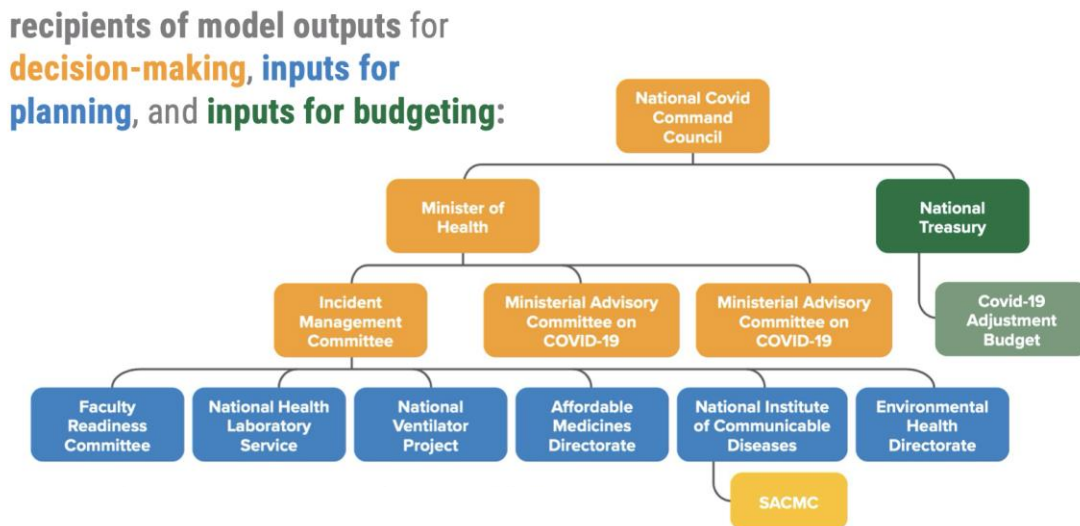 recipients of model outputs for
decision-making, inputs for
planning, and inputs for budgeting:
National Covid
Command
Council
Minister of
Health
National
Treasury
Incident
Management
Committee
Ministerial Advisory
Committee on
COVID-19
Ministerial Advisory
Committee on
COVID-19
Covid-19
Adjustment
Budget
Faculty
Readiness
Committee
National Health
Laboratory
Service
National
Ventilator
Project
Affordable
Medicines
Directorate
National Institute
of Communicable
Diseases
Environmental
Health
Directorate
SACMC